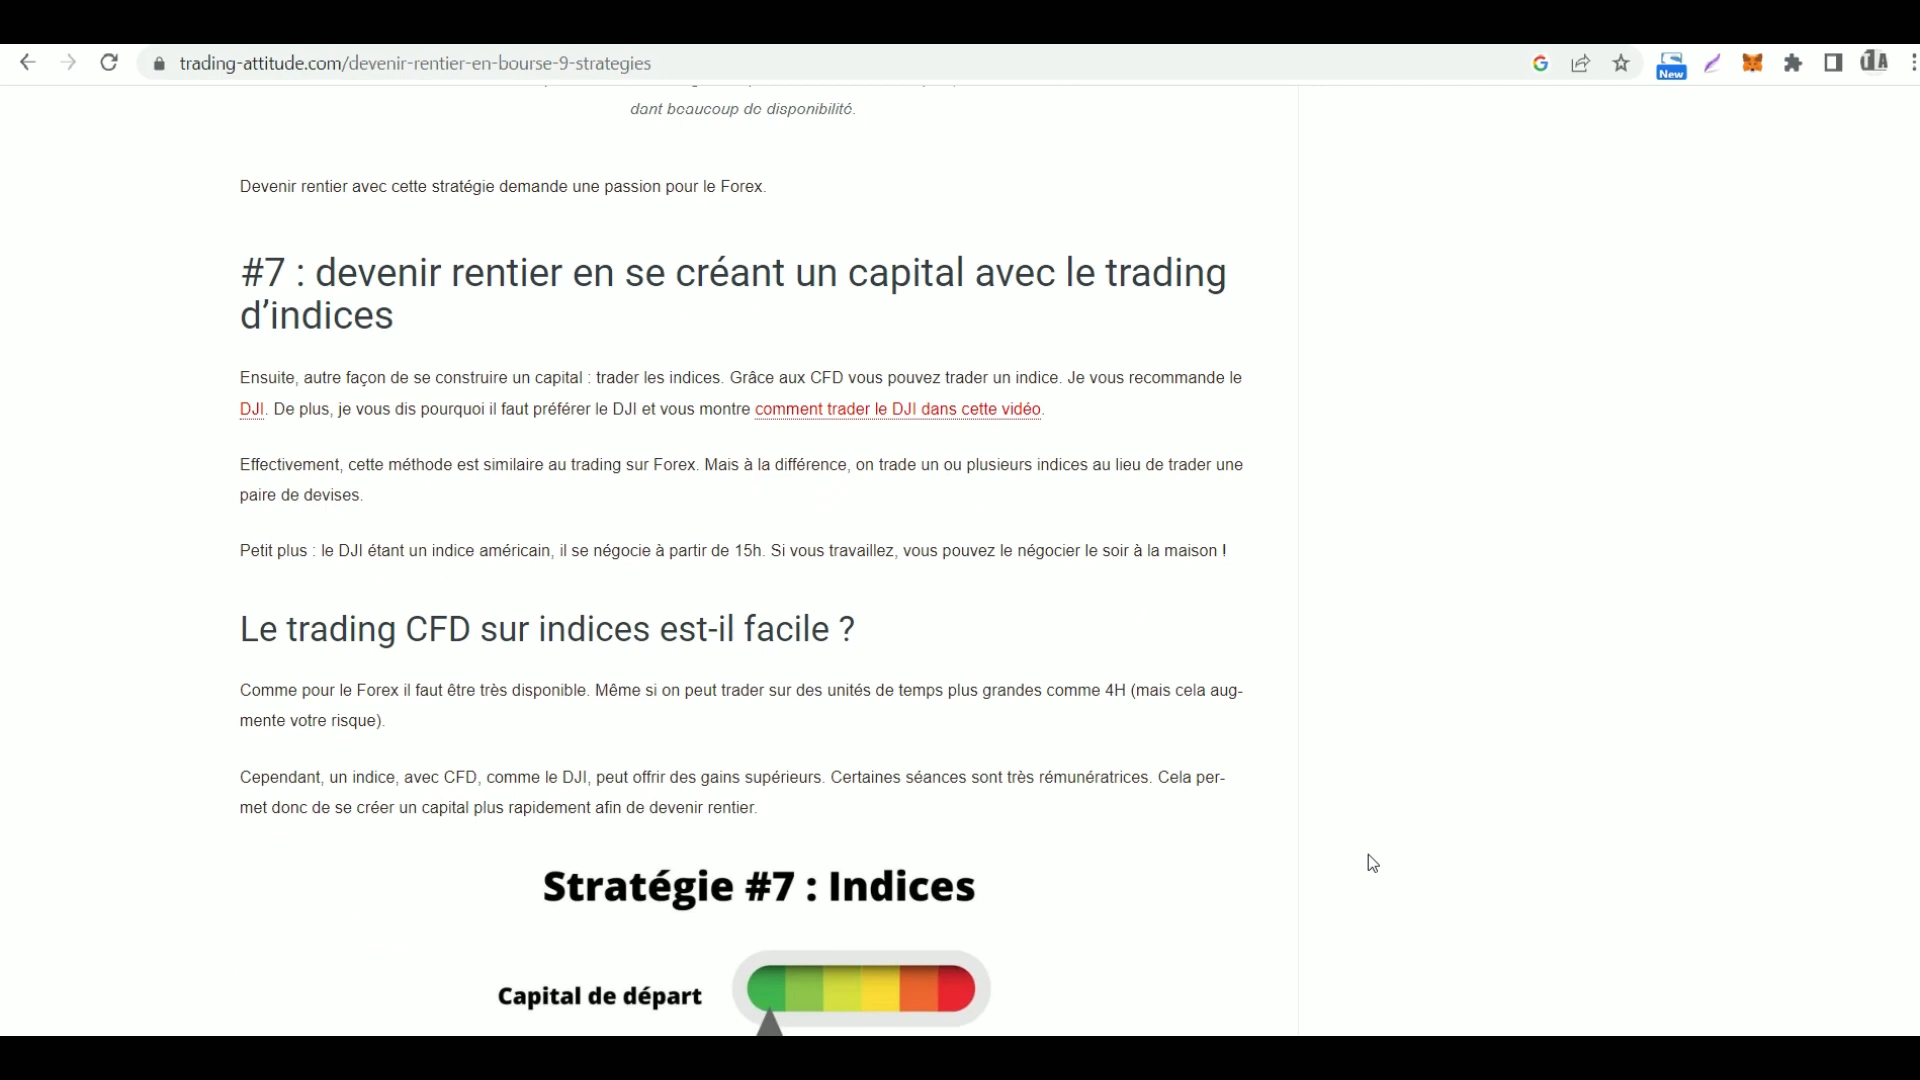 trading-attitude.com/devenir-rentier-en-bourse-9-strategies
New
dant beaucoup de disponibilité.
Devenir rentier avec cette stratégie demande une passion pour le Forex.
#7 : devenir rentier en se créant un capital avec le trading
d’indices
Ensuite, autre façon de se construire un capital : trader les indices. Grâce aux CFD vous pouvez trader un indice. Je vous recommande le
DJI. De plus, je vous dis pourquoi il faut préférer le DJI et vous montre comment trader le DJI dans cette vidéo.
Effectivement, cette méthode est similaire au trading sur Forex. Mais à la différence, on trade un ou plusieurs indices au lieu de trader une
paire de devises.
Petit plus : le DJI étant un indice américain, il se négocie à partir de 15h. Si vous travaillez, vous pouvez le négocier le soir à la maison !
Le trading CFD sur indices est-il facile ?
Comme pour le Forex il faut être très disponible. Même si on peut trader sur des unités de temps plus grandes comme 4H (mais cela aug-
mente votre risque).
Cependant, un indice, avec CFD, comme le DJI, peut offrir des gains supérieurs. Certaines séances sont très rémunératrices. Cela per-
met donc de se créer un capital plus rapidement afin de devenir rentier.
Stratégie #7 : Indices
Capital de départ